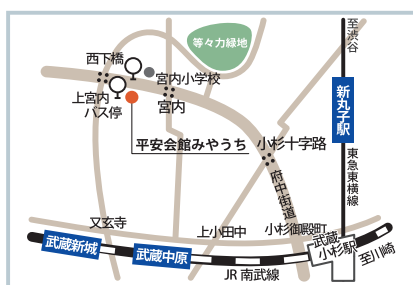 至渋谷
等々力緑地
西下橋
宮内小学校
新丸子駅
上宮内
バス停
宮内
平安会館みやうち
小杉十字路
東急東横線
府中街道
又玄寺
上小田中
小杉御殿町
武蔵新城
武蔵中原
武蔵
小杉駅
至川崎
JR 南武線